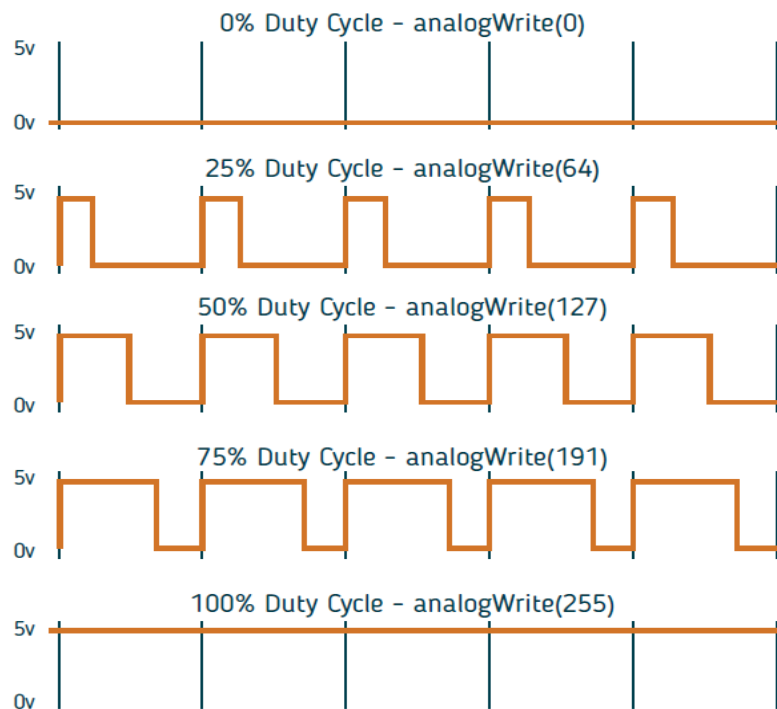 0% Duty Cycle - analogWrite(0)
5v
0v
25% Duty Cycle - analogWrite(64)
5v
0v
50% Duty Cycle - analogWrite(127)
5v
0v
75% Duty Cycle - analogWrite(191)
5v
0v
100% Duty Cycle - analogWrite(255)
5v
0v